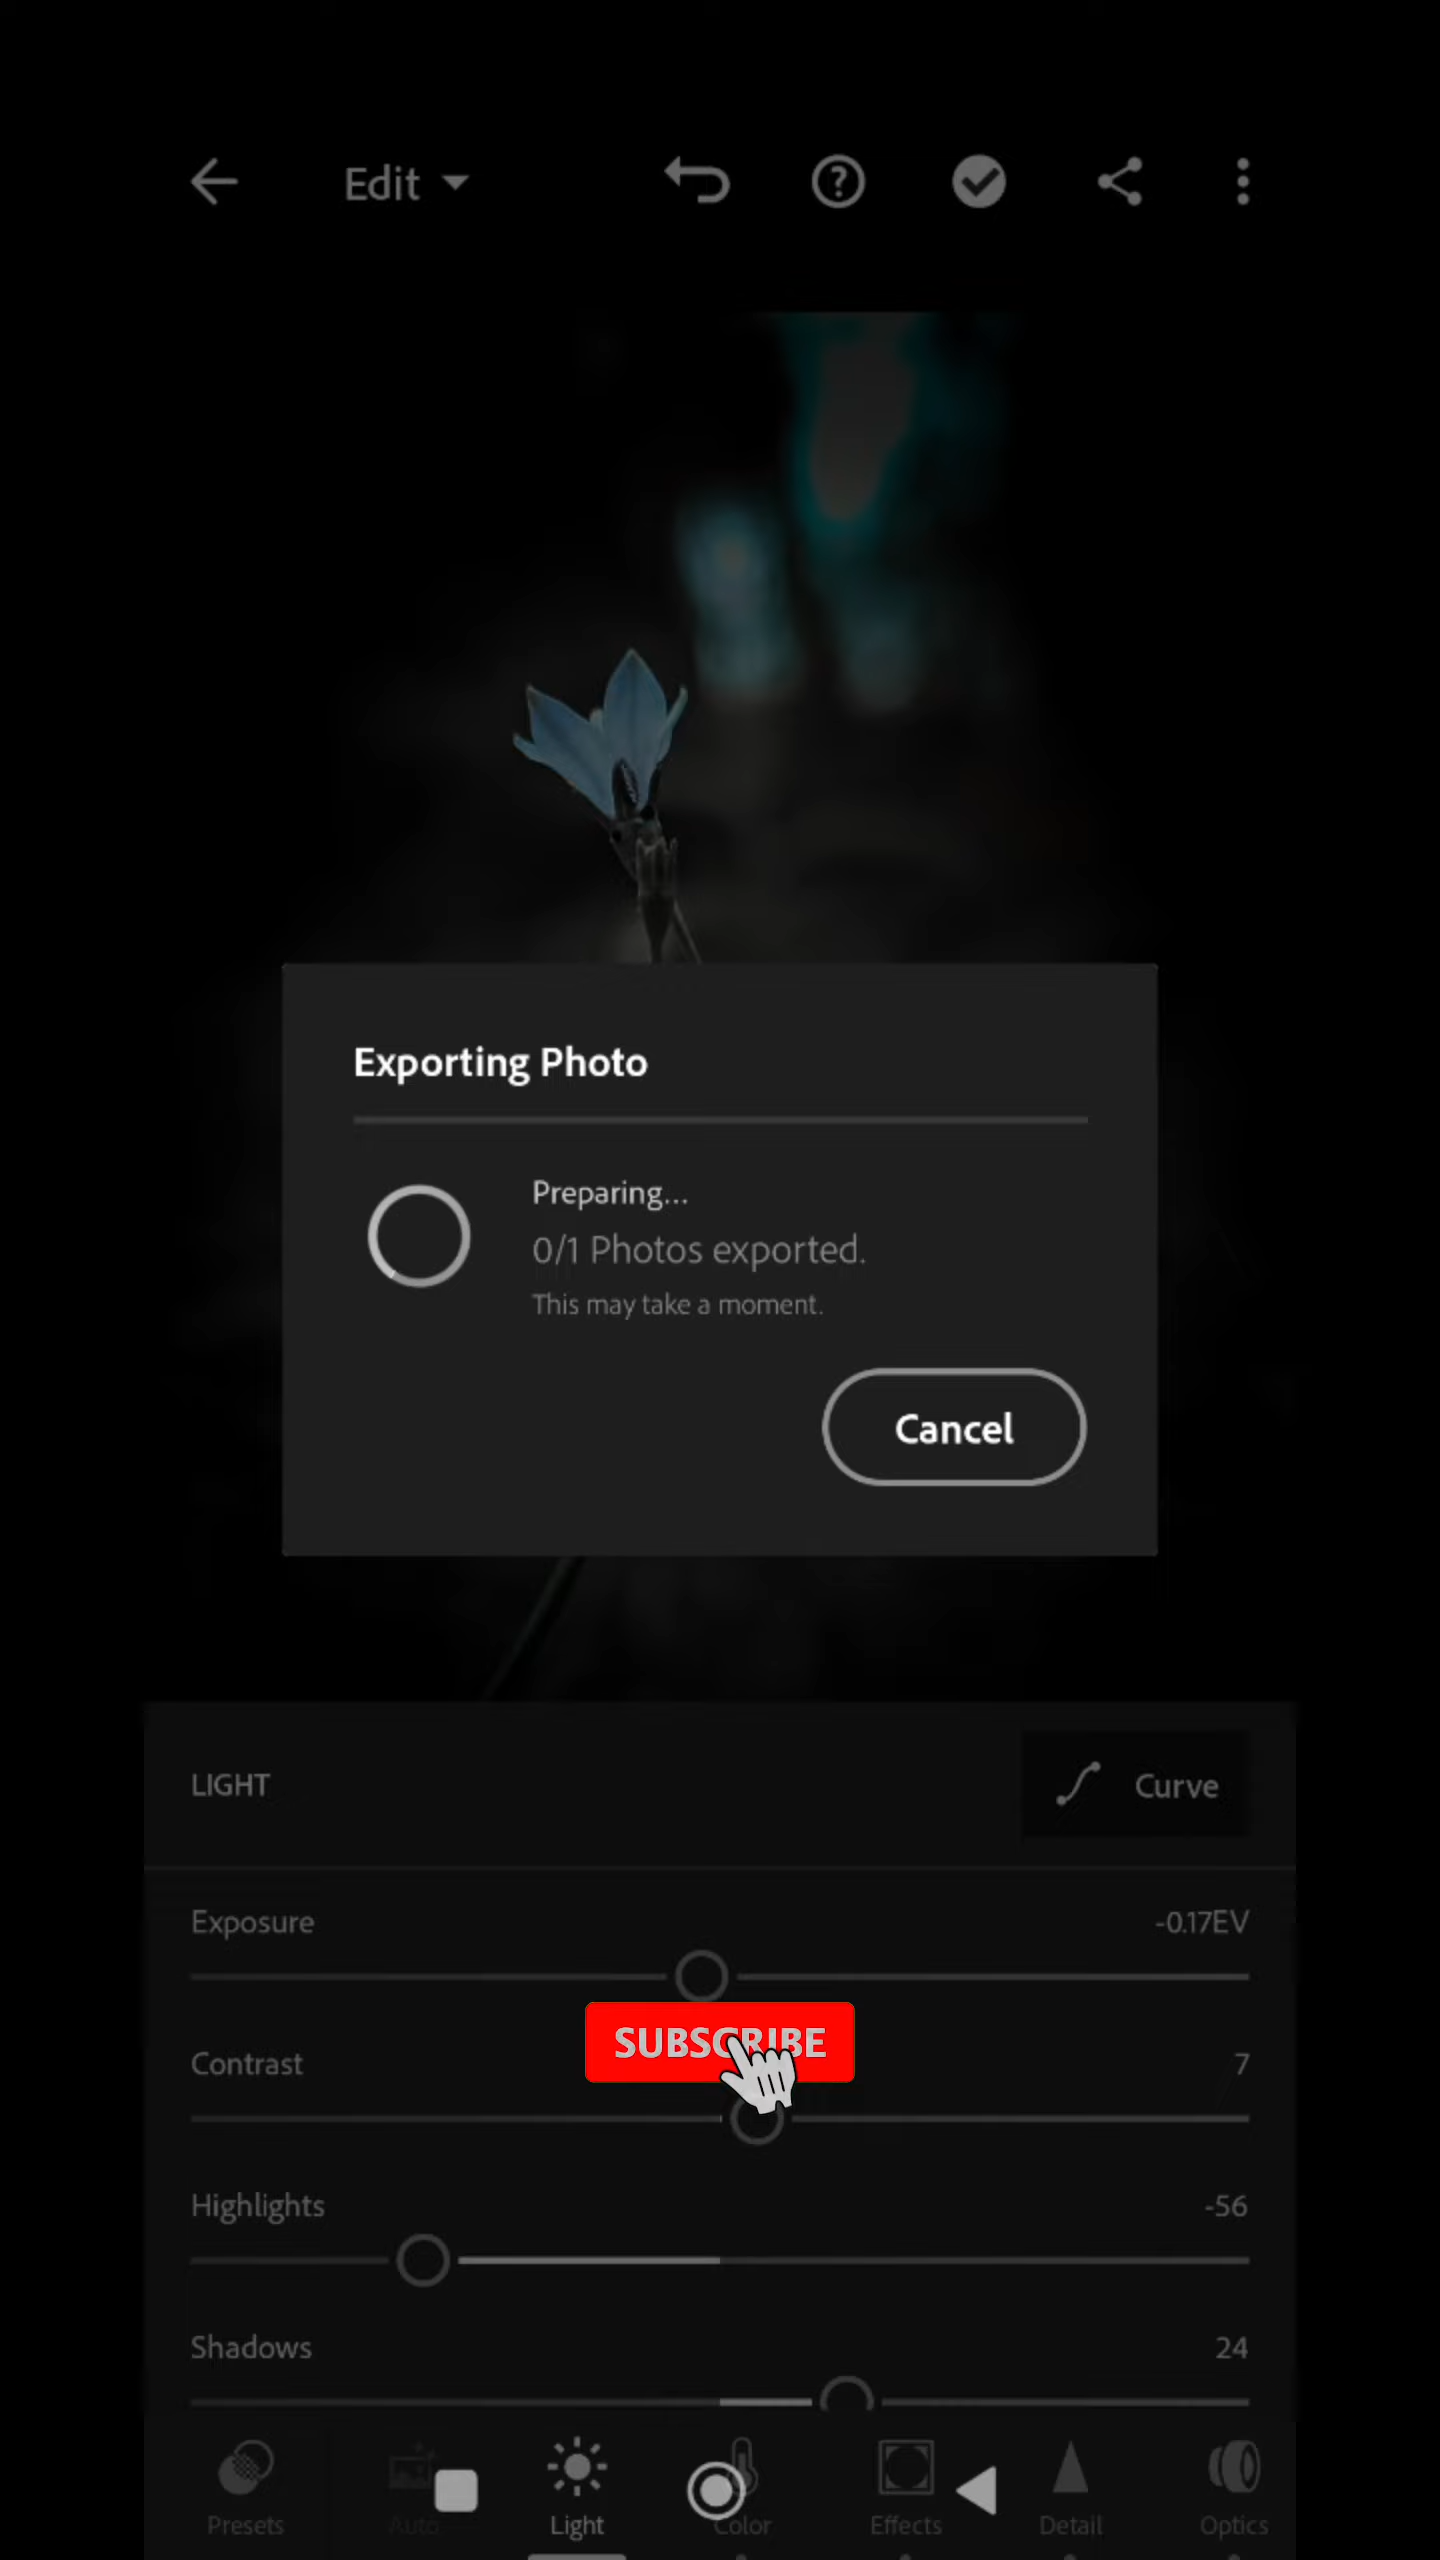 Edit
Exporting Photo
Preparing...
0/1 Photos exported.
This may take a moment.
Cancel
LIGHT
Curve
Exposure
-0.17EV
SUBSCRIBE
Contrast
7
Highlights
-56
Shadows
24
Presets
Auto
Light
Color
Effects
Detail
Optics